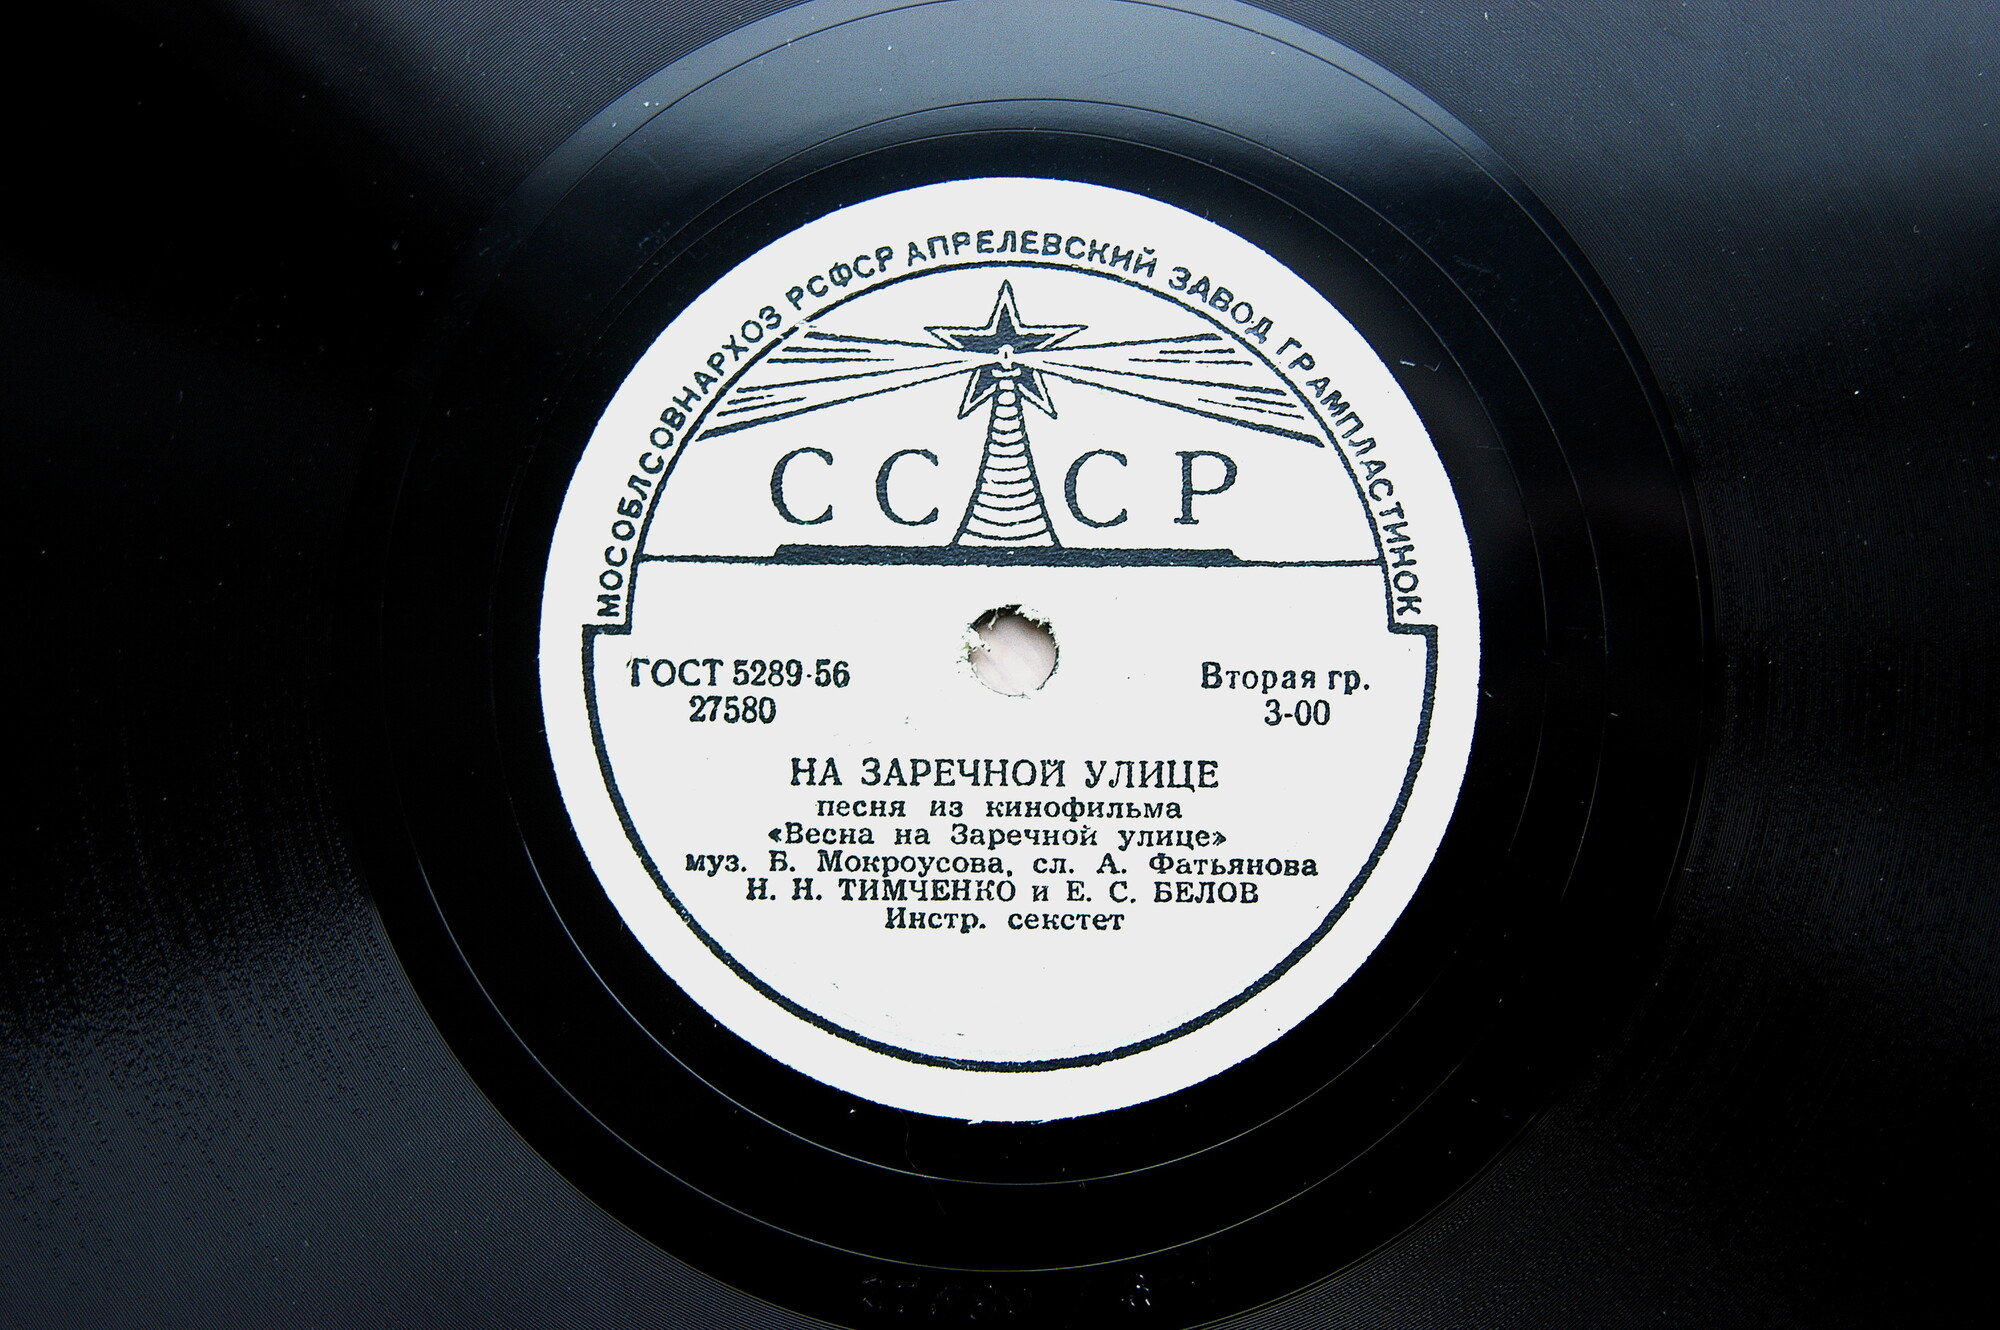 МОСОБЛСОВНАРХОЗ РСФСР АПРЕЛЕВСКИЙ ЗАВОД ГРАМПЛАСТИНОК
СССР
ГОСТ 5289-56
27580
Вторая гр.
3-00
НА ЗАРЕЧНОЙ УЛИЦЕ
песня из кинофильма
«Весна на Заречной улице»
муз. Б. Мокроусова, сл. А. Фатьянова
Н. Н. ТИМЧЕНКО и Е. С. БЕЛОВ
Инстр. секстет